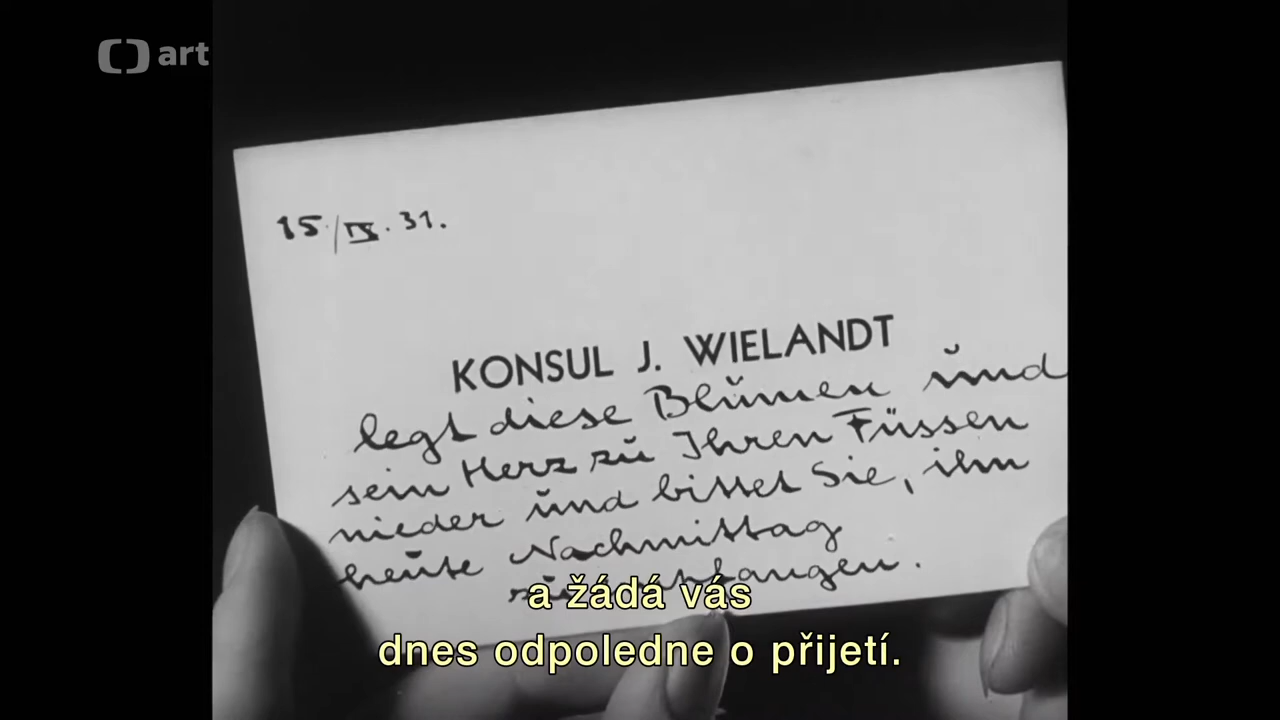 art
15./IX. 31.
KONSUL J. WIELANDT
legt diese Blumen und
sein Herz zu Ihren Füssen
nieder und bittet Sie, ihn
heute Nachmittag
zu
a žádá vás
dnes odpoledne o přijetí.